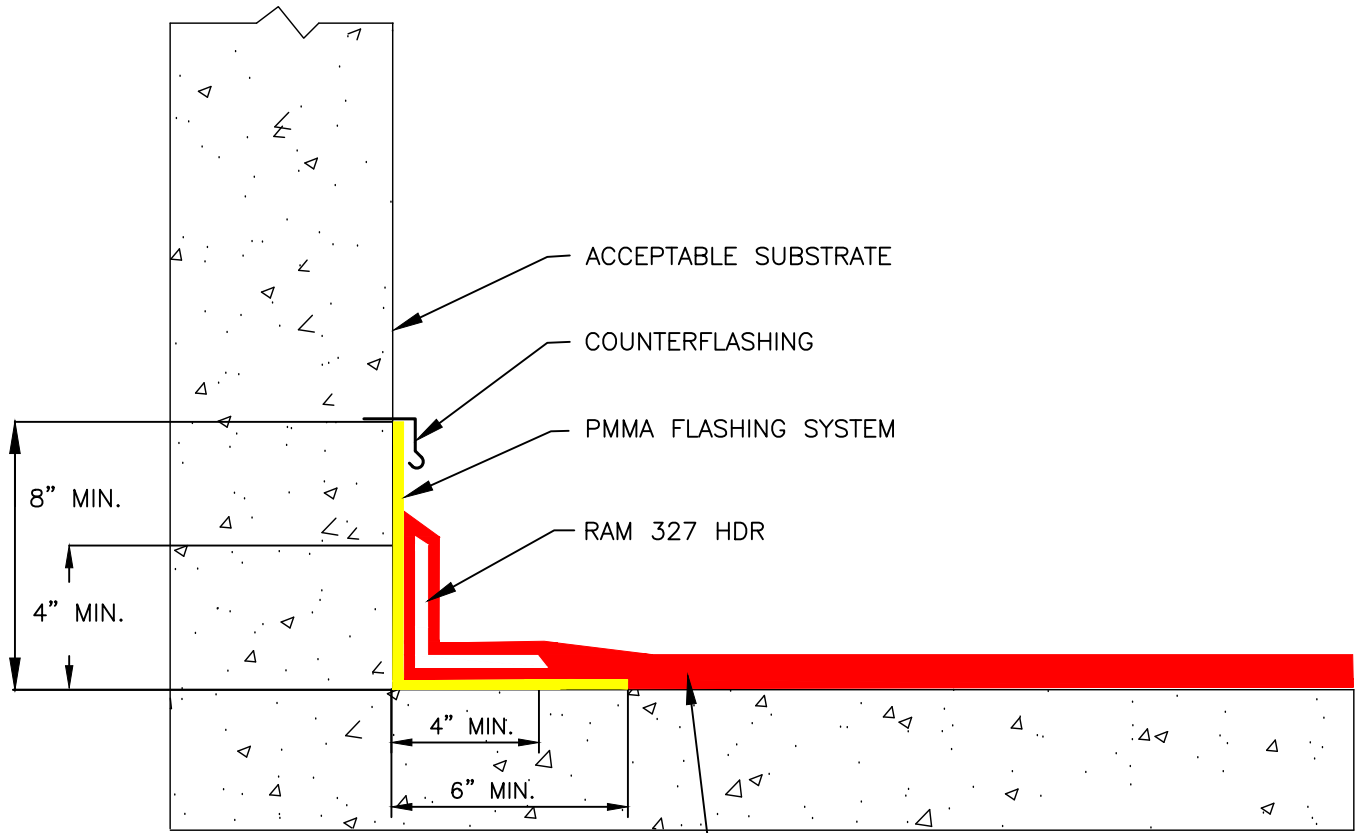 ACCEPTABLE SUBSTRATE
COUNTERFLASHING
PMMA FLASHING SYSTEM
8” MIN.
RAM 327 HDR
4” MIN.
4” MIN.
6” MIN.